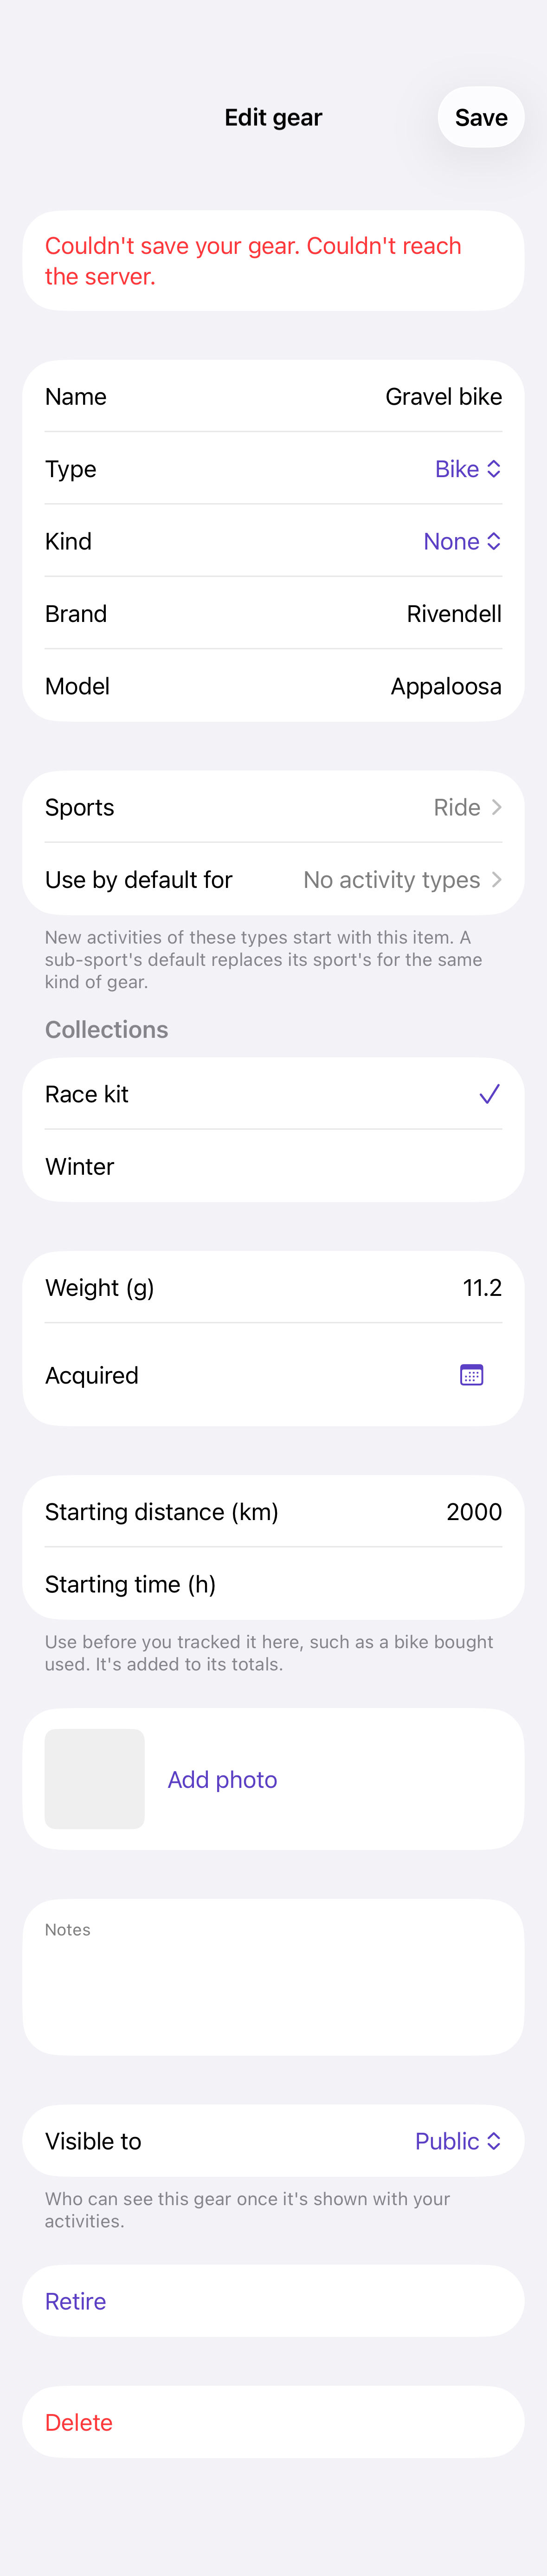 Edit gear
Save
Couldn't save your gear. Couldn't reach
the server.
Name Gravel bike
Type Bike
Kind None
Brand Rivendell
Model Appaloosa
Sports Ride
Use by default for No activity types
New activities of these types start with this item. A
sub-sport's default replaces its sport's for the same
kind of gear.
Collections
Race kit
Winter
Weight (g) 11.2
Acquired
Starting distance (km) 2000
Starting time (h)
Use before you tracked it here, such as a bike bought
used. It's added to its totals.
Add photo
Notes
Visible to Public
Who can see this gear once it's shown with your
activities.
Retire
Delete